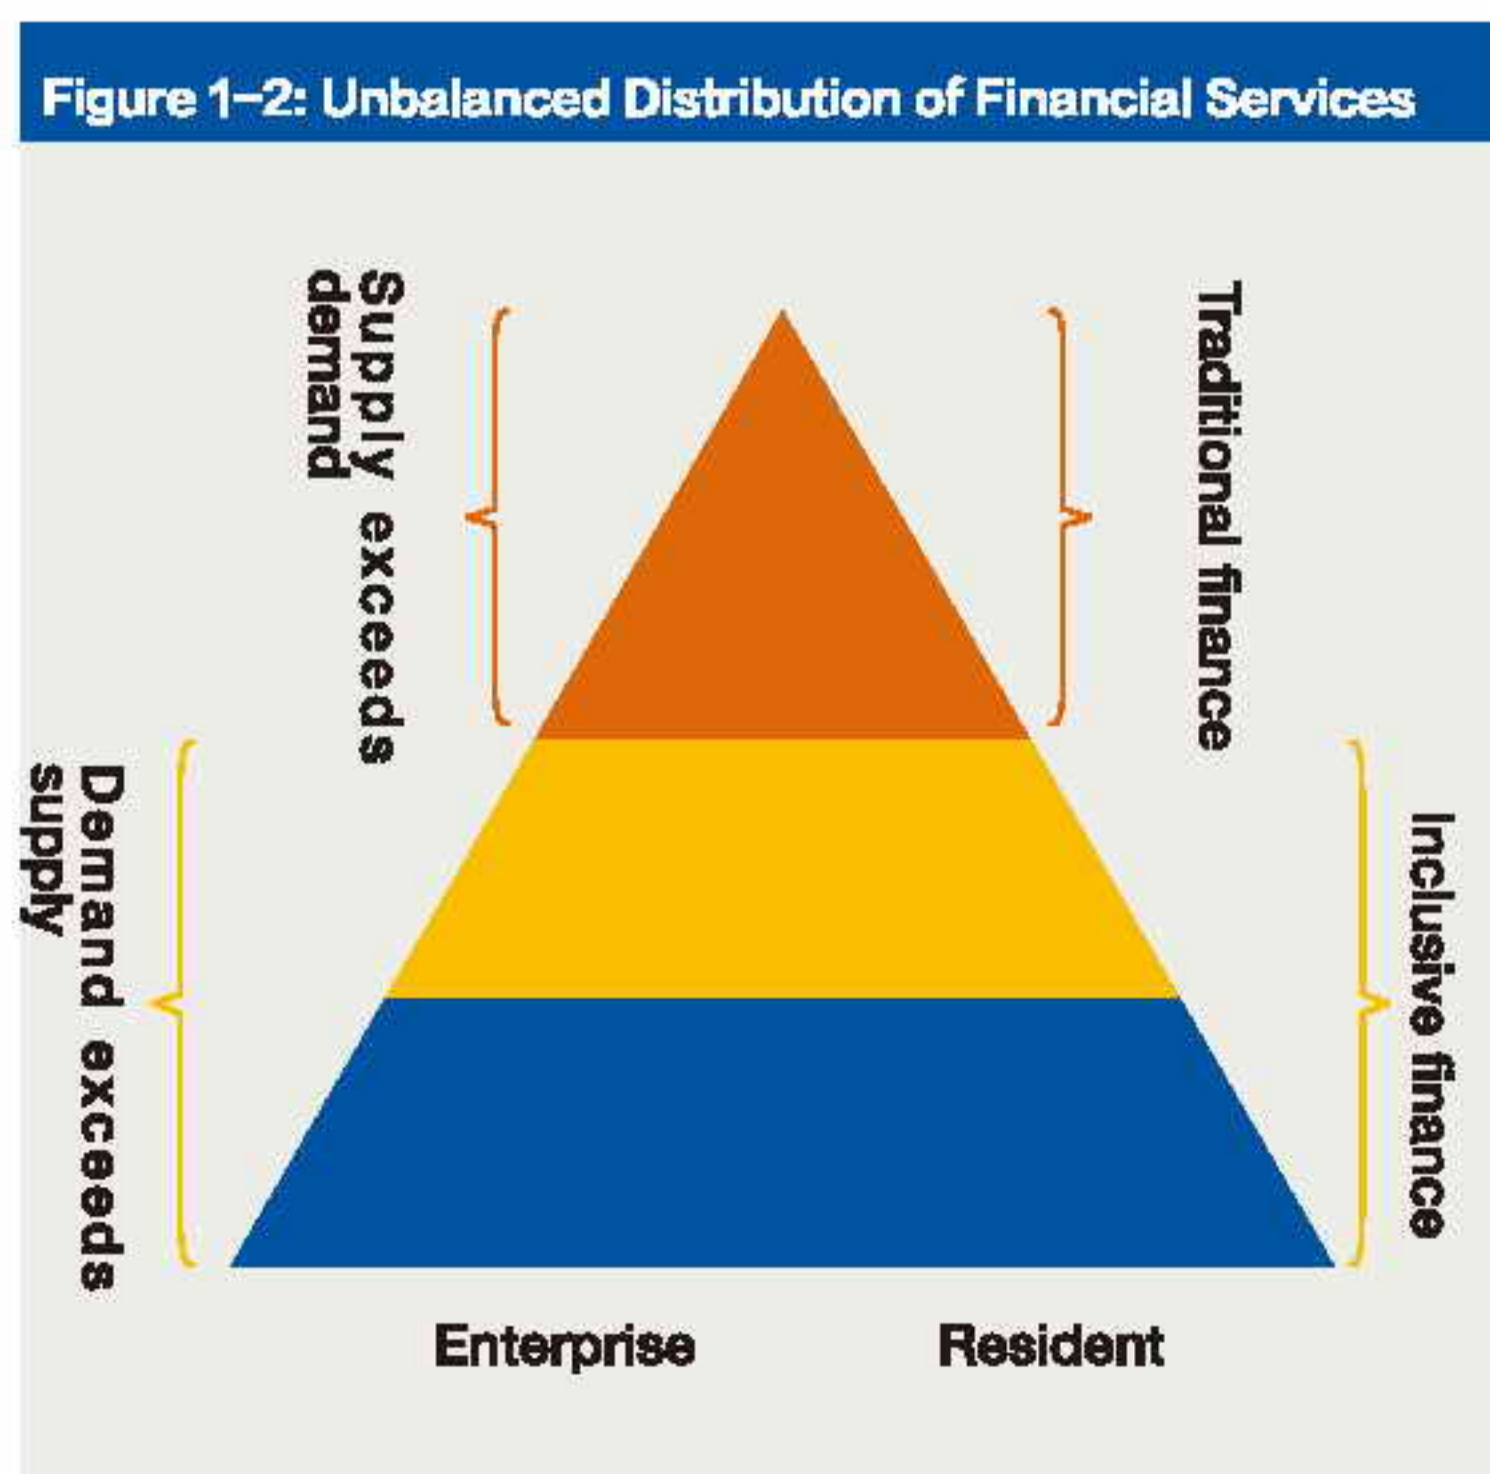 Figure 1–2: Unbalanced Distribution of Financial Services
Supply exceeds
demand
Traditional finance
Demand exceeds
supply
Inclusive finance
Enterprise
Resident